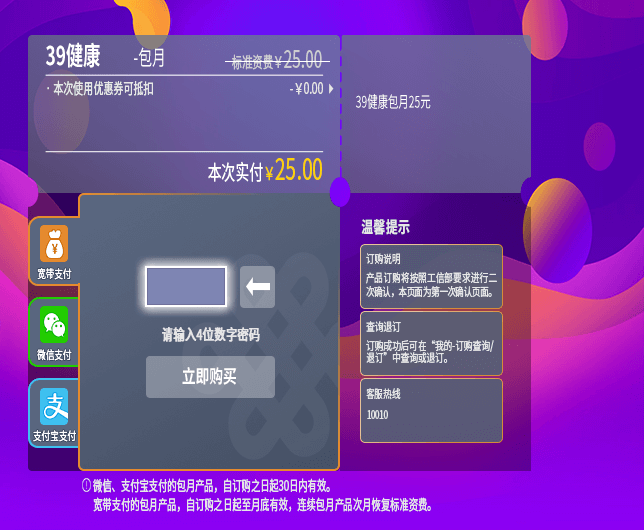 39健康 -包月 标准资费￥25.00
· 本次使用优惠券可抵扣 -￥0.00
本次实付￥25.00
39健康包月25元
宽带支付
微信支付
支付宝支付
请输入4位数字密码
立即购买
温馨提示
订购说明
产品订购将按照工信部要求进行二
次确认，本页面为第一次确认页面。
查询退订
订购成功后可在“我的-订购查询/
退订”中查询或退订。
客服热线
10010
微信、支付宝支付的包月产品，自订购之日起30日内有效。
宽带支付的包月产品，自订购之日起至月底有效，连续包月产品次月恢复标准资费。